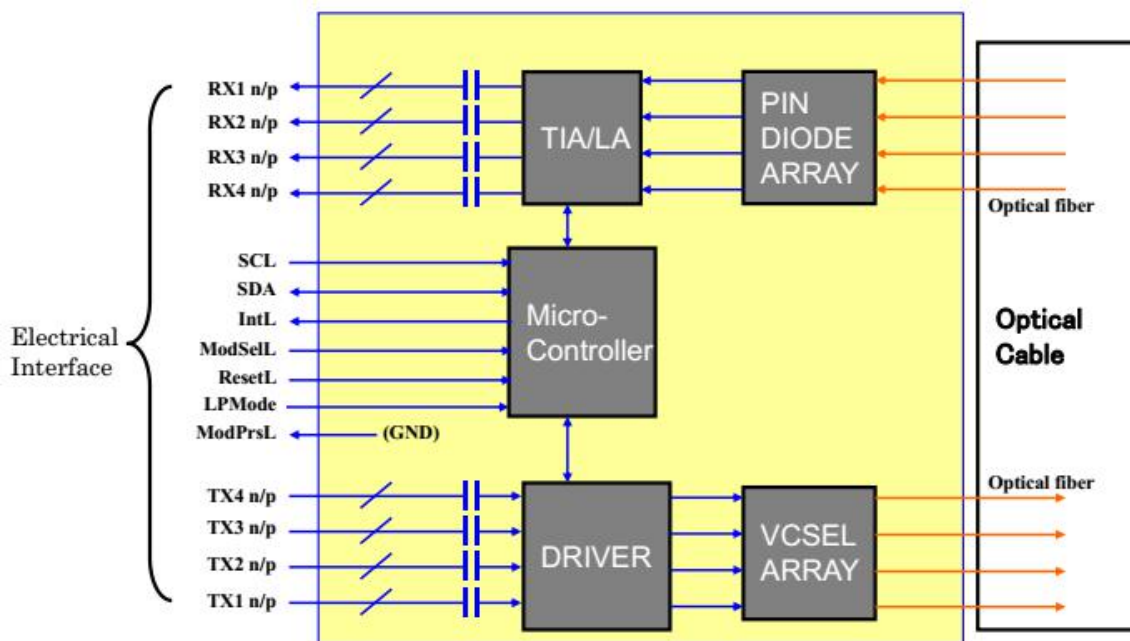 RX1 n/p
RX2 n/p
RX3 n/p
RX4 n/p
TIA/LA
PIN
DIODE
ARRAY
Optical fiber
SCL
SDA
IntL
ModSelL
ResetL
LPMode
ModPrsL
(GND)
Electrical
Interface
Micro-
Controller
Optical
Cable
TX4 n/p
TX3 n/p
TX2 n/p
TX1 n/p
DRIVER
VCSEL
ARRAY
Optical fiber